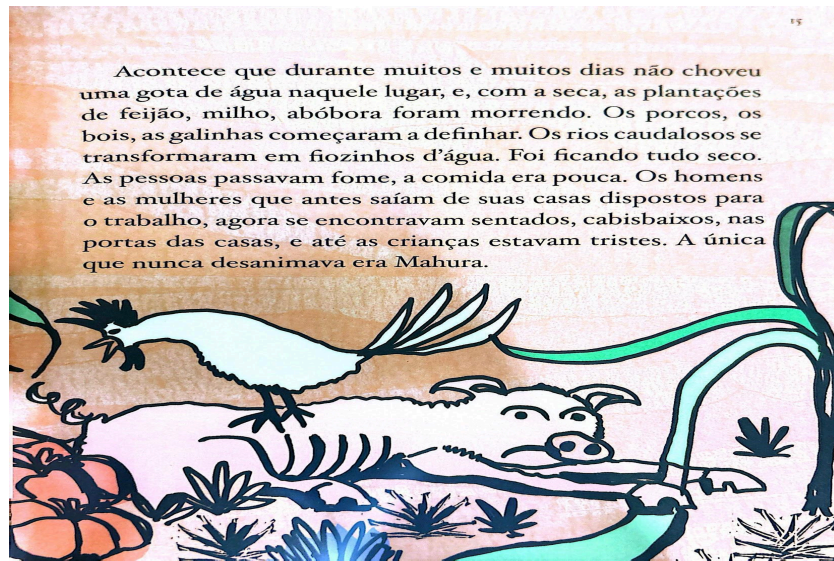 15
Acontece que durante muitos e muitos dias não choveu
uma gota de água naquele lugar, e, com a seca, as plantações
de feijão, milho, abóbora foram morrendo. Os porcos, os
bois, as galinhas começaram a definhar. Os rios caudalosos se
transformaram em fiozinhos d’água. Foi ficando tudo seco.
As pessoas passavam fome, a comida era pouca. Os homens
e as mulheres que antes saíam de suas casas dispostos para
o trabalho, agora se encontravam sentados, cabisbaixos, nas
portas das casas, e até as crianças estavam tristes. A única
que nunca desanimava era Mahura.